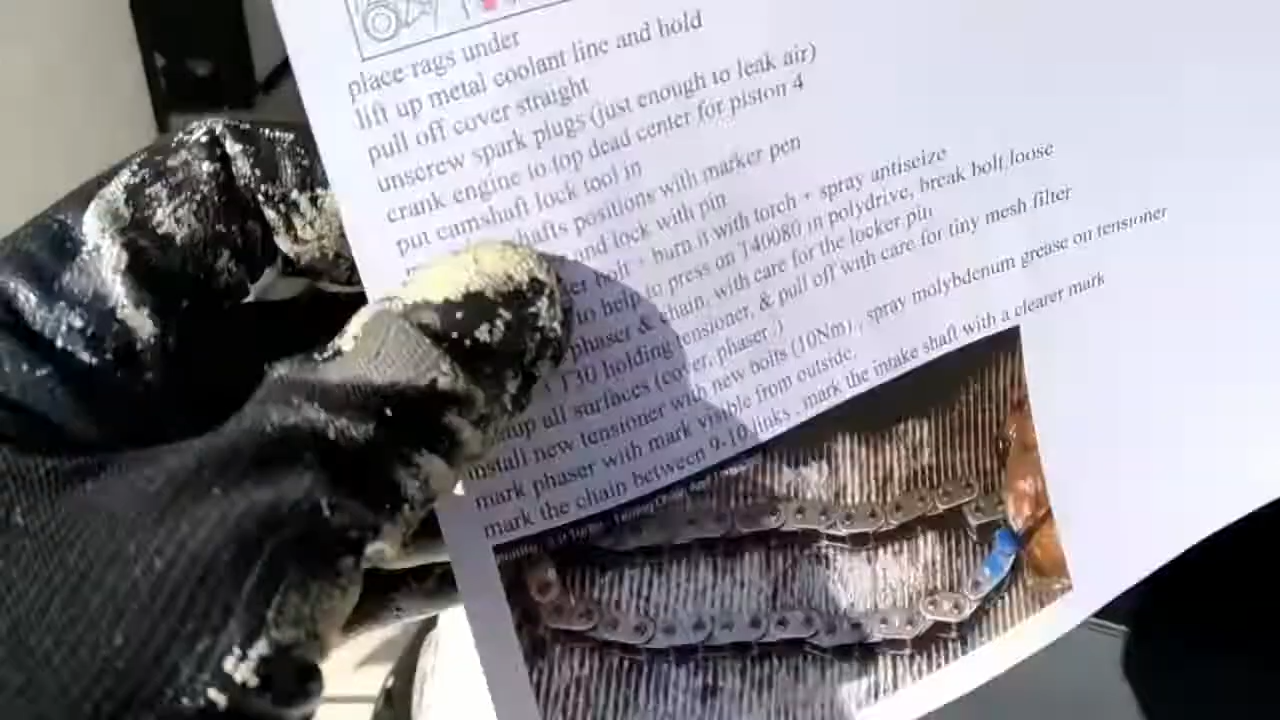 place rags under
lift up metal coolant line and hold
pull off cover straight
unscrew spark plugs (just enough to leak air)
crank engine to top dead center for piston 4
put camshaft lock tool in
shafts positions with marker pen
and lock with pin
bolt + burn it with torch + spray antiseize
to help to press on T40080 in polydrive, break bolt loose
phaser & chain, with care for the locker pin
T30 holding tensioner, & pull off with care for tiny mesh filter
all surfaces (cover, phaser.)
install new tensioner with new bolts (10Nm), spray molybdenum grease on tensioner
mark phaser with mark visible from outside.
mark the chain between 9-10 links, mark the intake shaft with a clearer mark